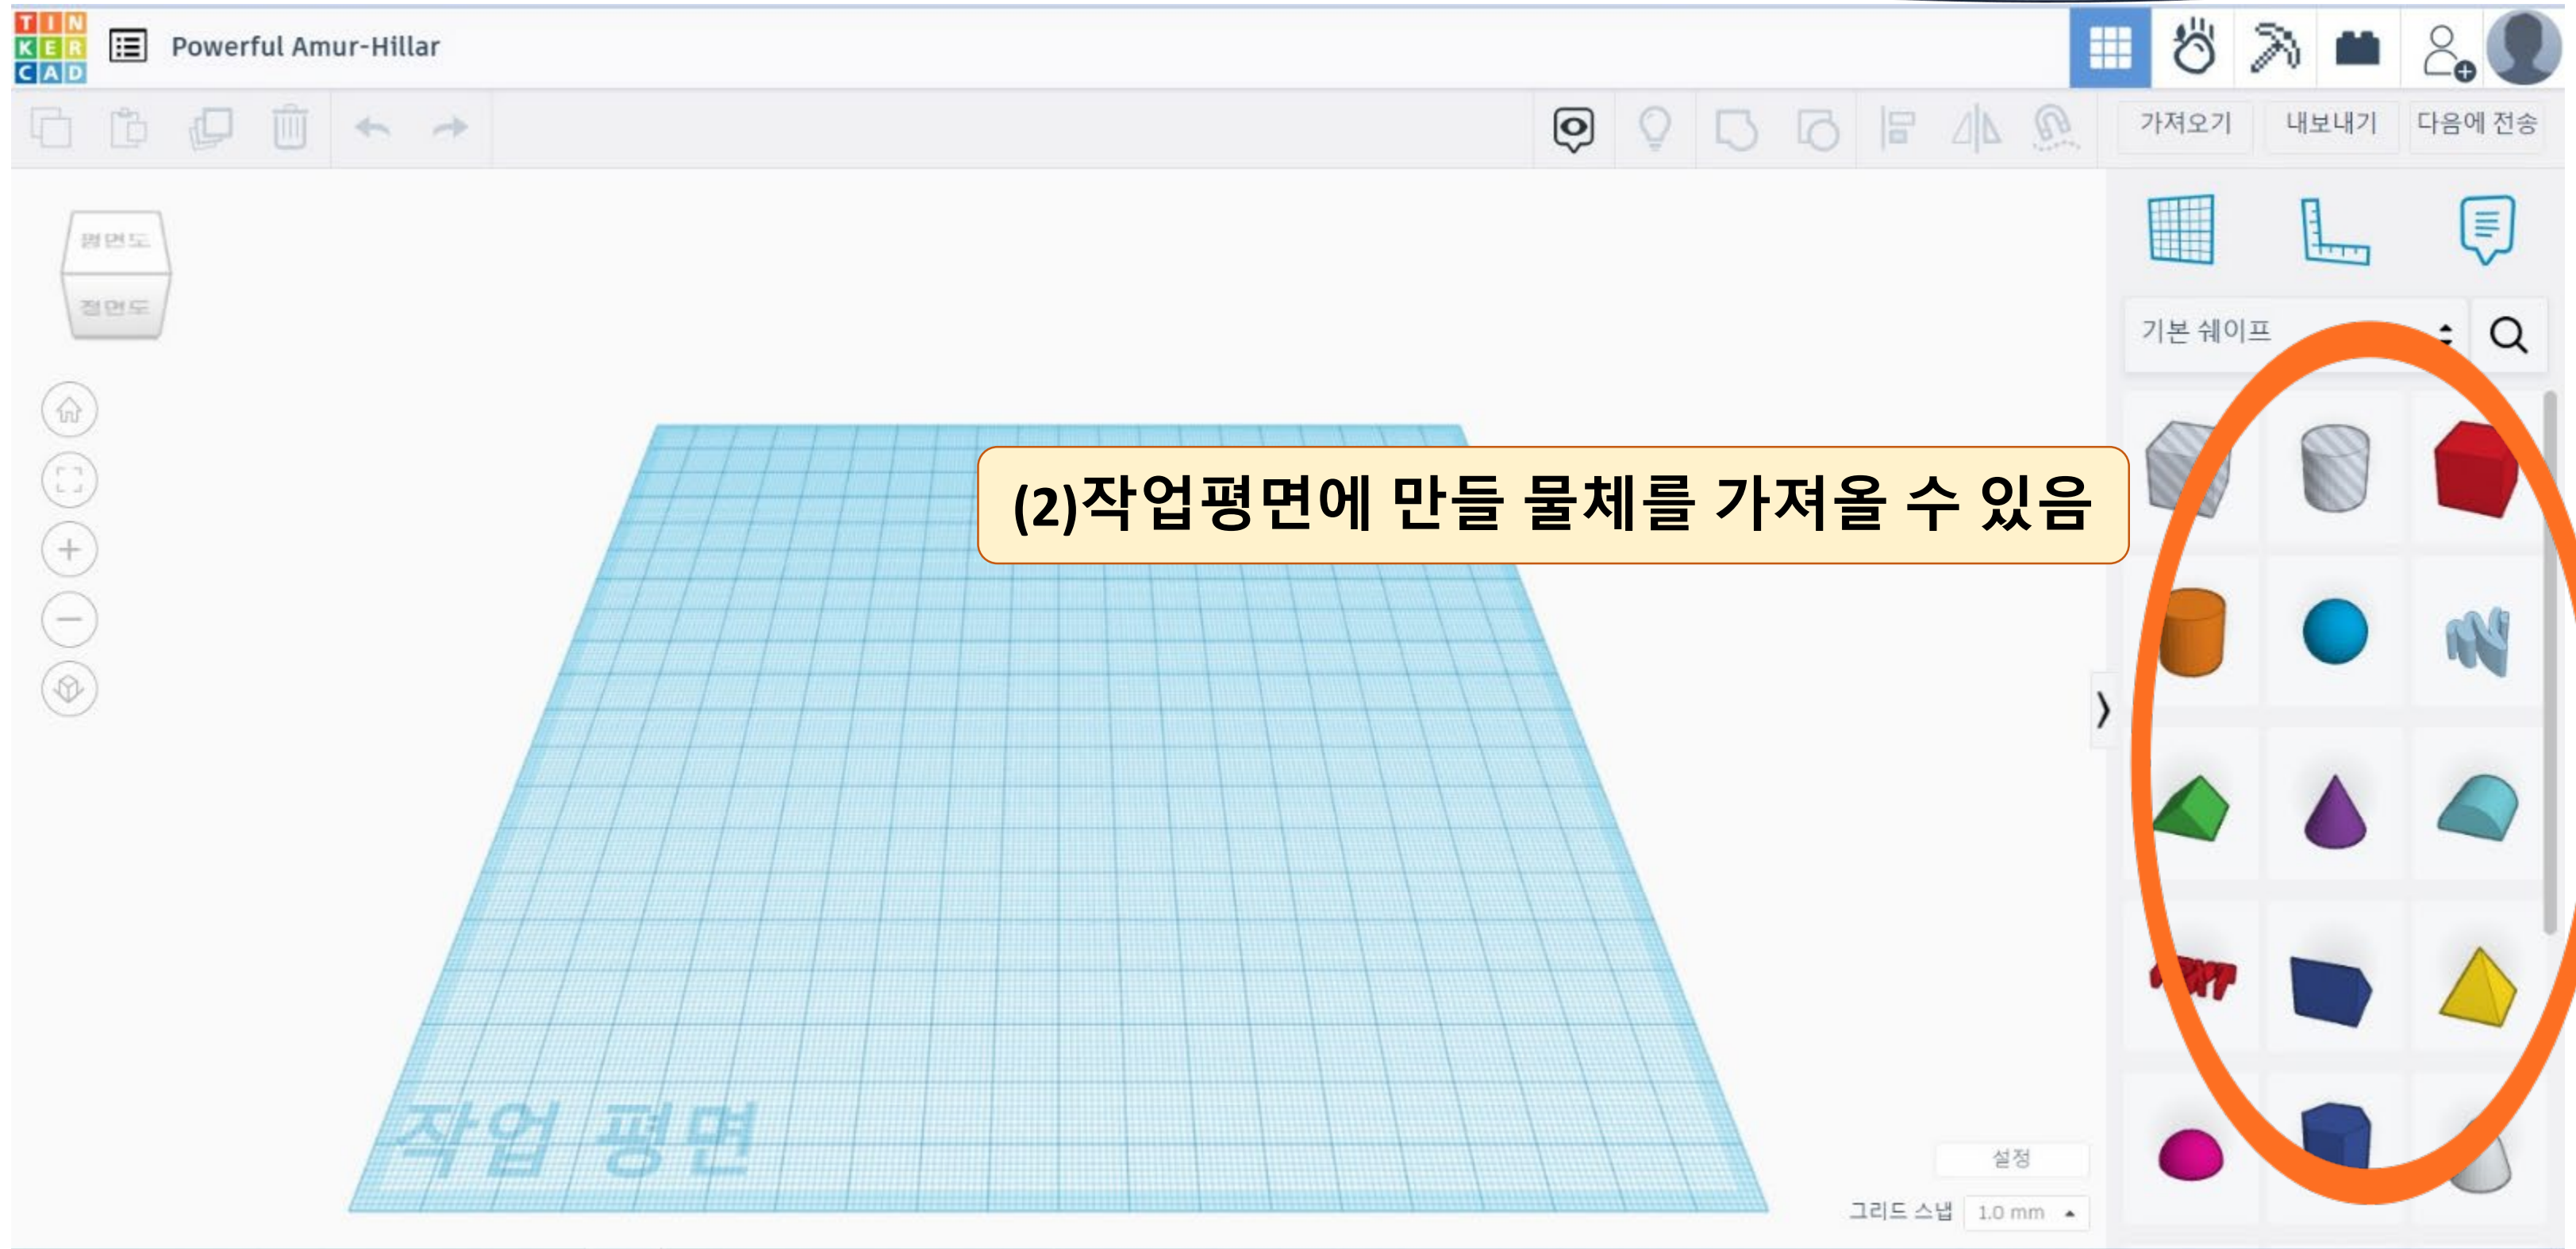 TIN
KER
CAD
Powerful Amur-Hillar
가져오기
내보내기
다음에 전송
평면도
정면도
기본 쉐이프
(2)작업평면에 만들 물체를 가져올 수 있음
작업 평면
설정
그리드 스냅
1.0 mm